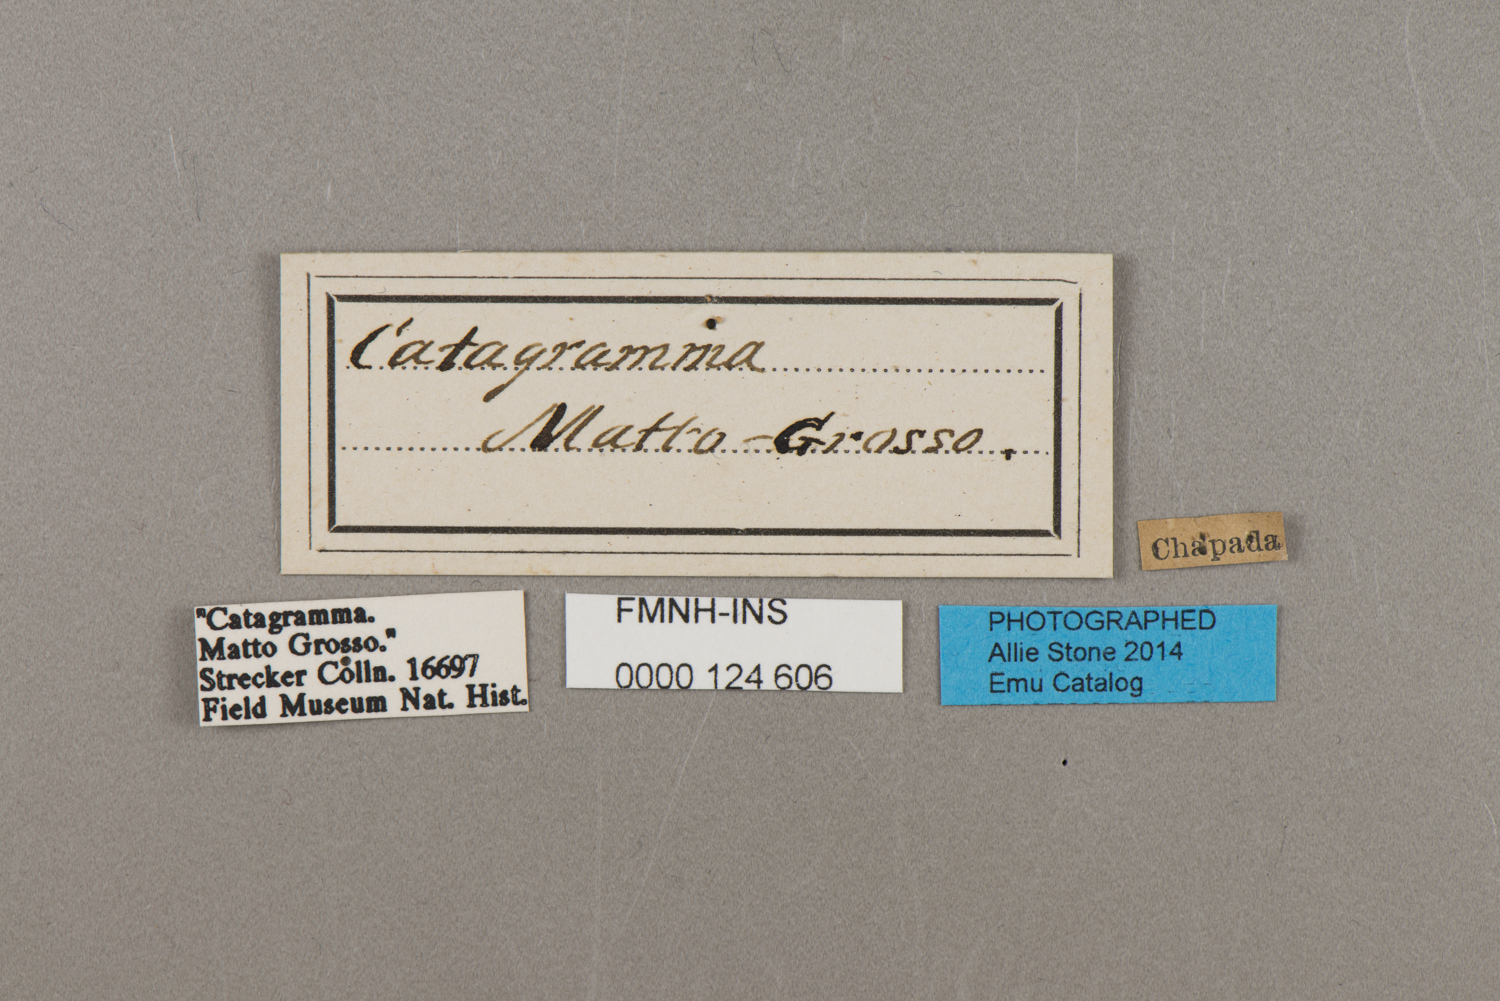 Catagramma
Matto-Grosso.
Chapada
"Catagramma.
Matto Grosso."
Strecker Colln. 16697
Field Museum Nat. Hist.
FMNH-INS
0000 124 606
PHOTOGRAPHED
Allie Stone 2014
Emu Catalog